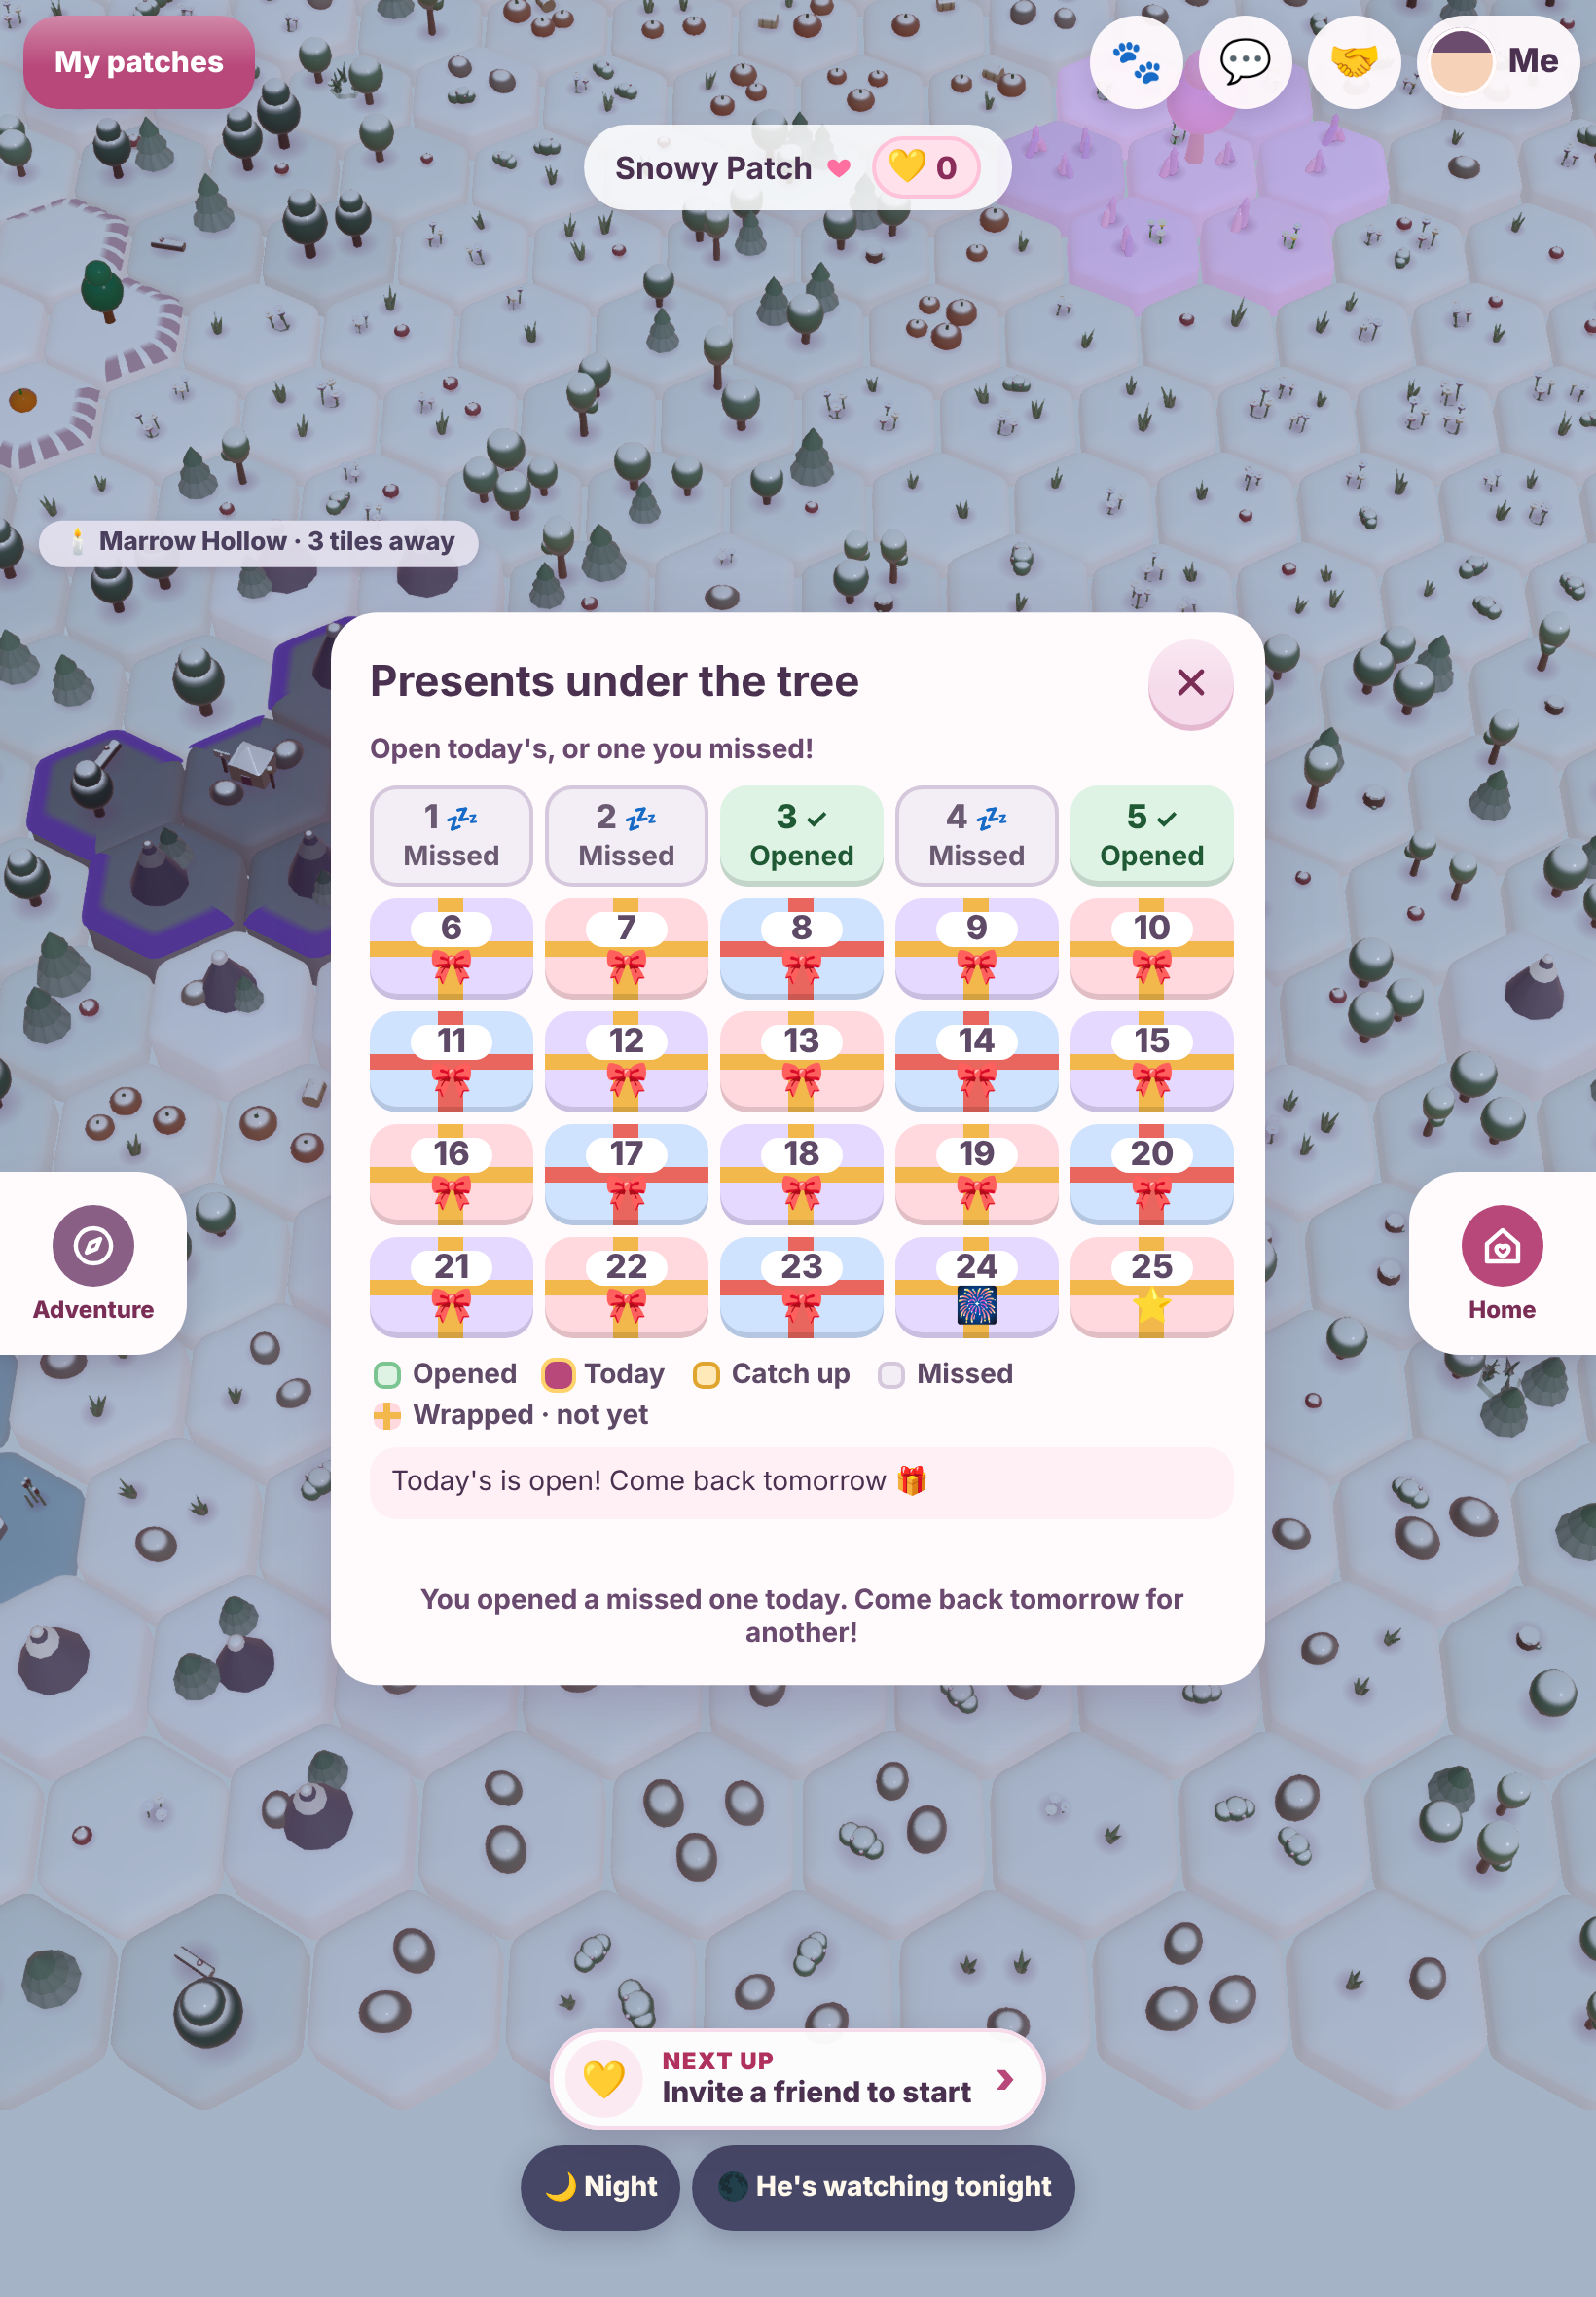 My patches
Me
Snowy Patch 💛 0
Marrow Hollow · 3 tiles away
Presents under the tree
Open today's, or one you missed!
1 💤 2 💤 3 ✓ 4 💤 5 ✓
Missed Missed Opened Missed Opened
6 7 8 9 10
11 12 13 14 15
16 17 18 19 20
21 22 23 24 25
Adventure
Home
Opened Today Catch up Missed
Wrapped · not yet
Today's is open! Come back tomorrow 🎁
You opened a missed one today. Come back tomorrow for
another!
NEXT UP
Invite a friend to start
🌙 Night 🌑 He's watching tonight